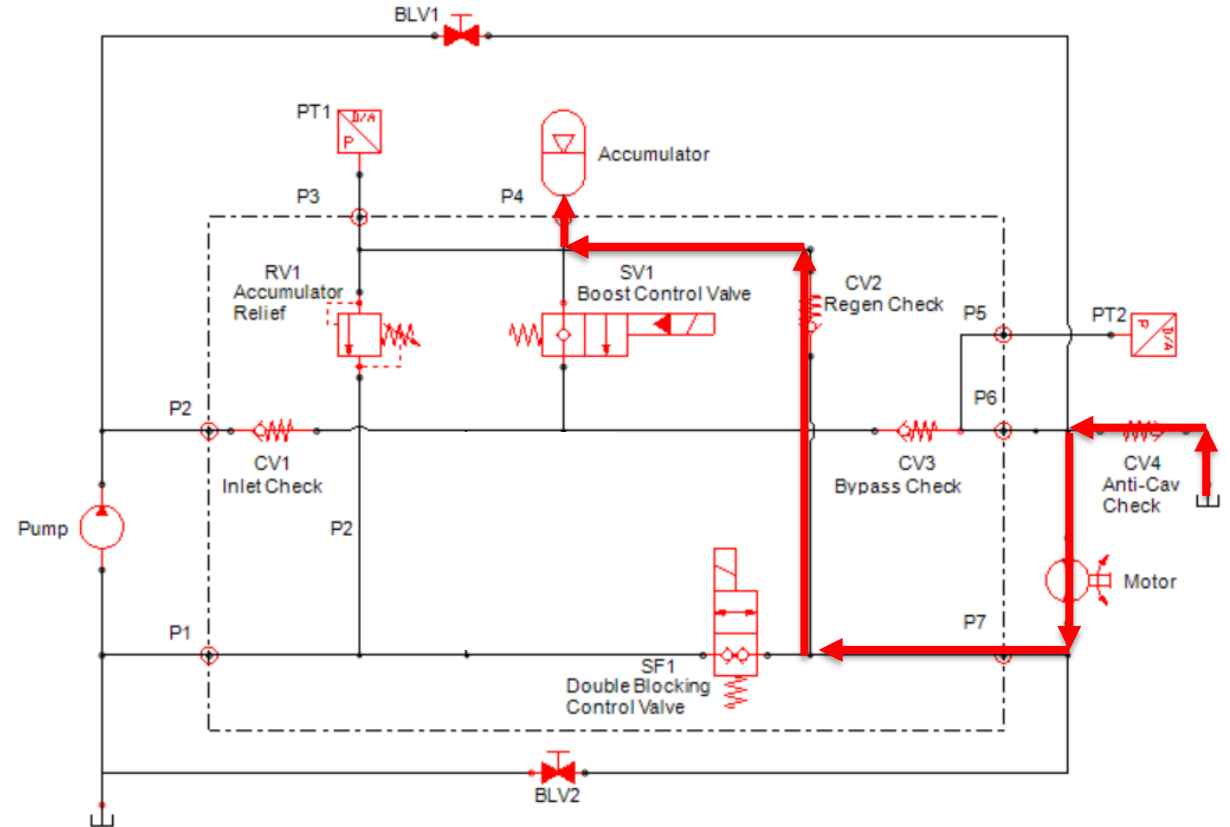 BLV1
PT1
D/A
P
Accumulator
P3
P4
RV1
Accumulator
Relief
SV1
Boost Control Valve
CV2
Regen Check
P5
PT2
D/A
P
P2
P6
CV1
Inlet Check
CV3
Bypass Check
CV4
Anti-Cav
Check
Pump
P2
Motor
P1
P7
SF1
Double Blocking
Control Valve
BLV2